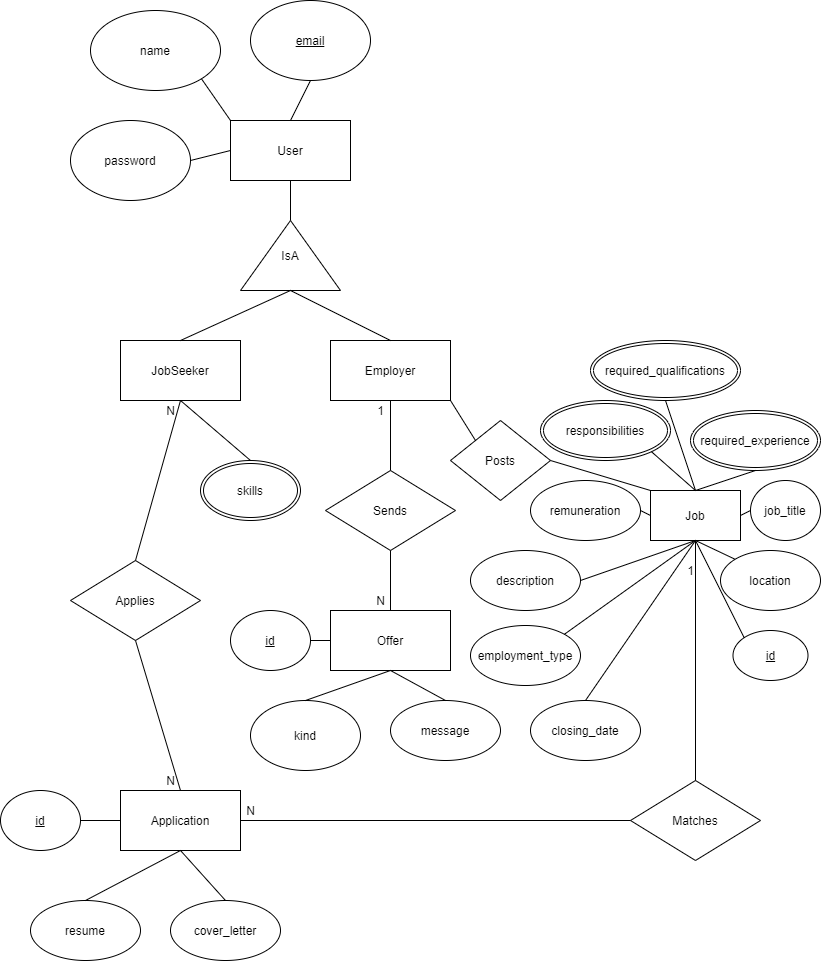 email
name
User
password
IsA
JobSeeker
Employer
required_qualifications
N
1
responsibilities
required_experience
Posts
skills
Sends
remuneration
Job
job_title
1
description
location
Applies
N
id
Offer
employment_type
id
kind
message
closing_date
N
id
Application
N
Matches
resume
cover_letter